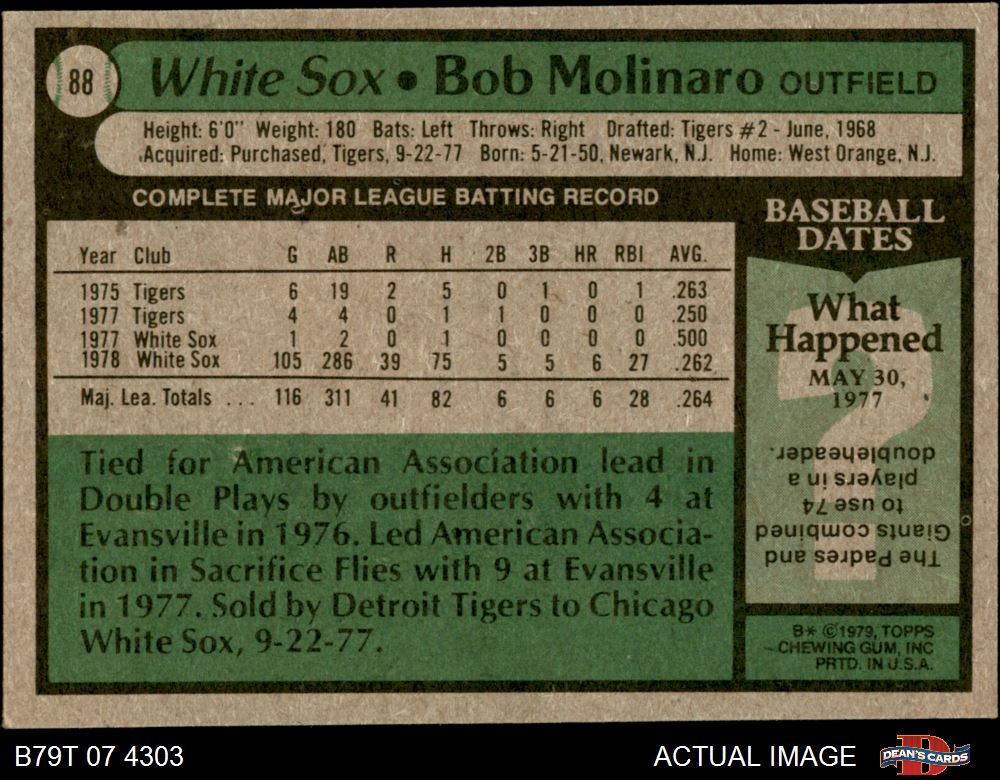 88
White Sox • Bob Molinaro OUTFIELD
Height: 6'0" Weight: 180 Bats: Left Throws: Right Drafted: Tigers #2 - June, 1968
Acquired: Purchased, Tigers, 9-22-77 Born: 5-21-50, Newark, N.J. Home: West Orange, N.J.
COMPLETE MAJOR LEAGUE BATTING RECORD
Year Club G AB R H 2B 3B HR RBI AVG.
1975 Tigers 6 19 2 5 0 1 0 1 .263
1977 Tigers 4 4 0 1 1 0 0 0 .250
1977 White Sox 1 2 0 1 0 0 0 0 .500
1978 White Sox 105 286 39 75 5 5 6 27 .262
Maj. Lea. Totals ... 116 311 41 82 6 6 6 28 .264
Tied for American Association lead in
Double Plays by outfielders with 4 at
Evansville in 1976. Led American Associa-
tion in Sacrifice Flies with 9 at Evansville
in 1977. Sold by Detroit Tigers to Chicago
White Sox, 9-22-77.
BASEBALL
DATES
What
Happened
MAY 30,
1977
?
The Padres and
Giants combined
to use 74
players in a
doubleheader.
B* ©1979, TOPPS
CHEWING GUM, INC
PRTD. IN U.S.A.
B79T 07 4303
ACTUAL IMAGE
D
DEAN'S CARDS